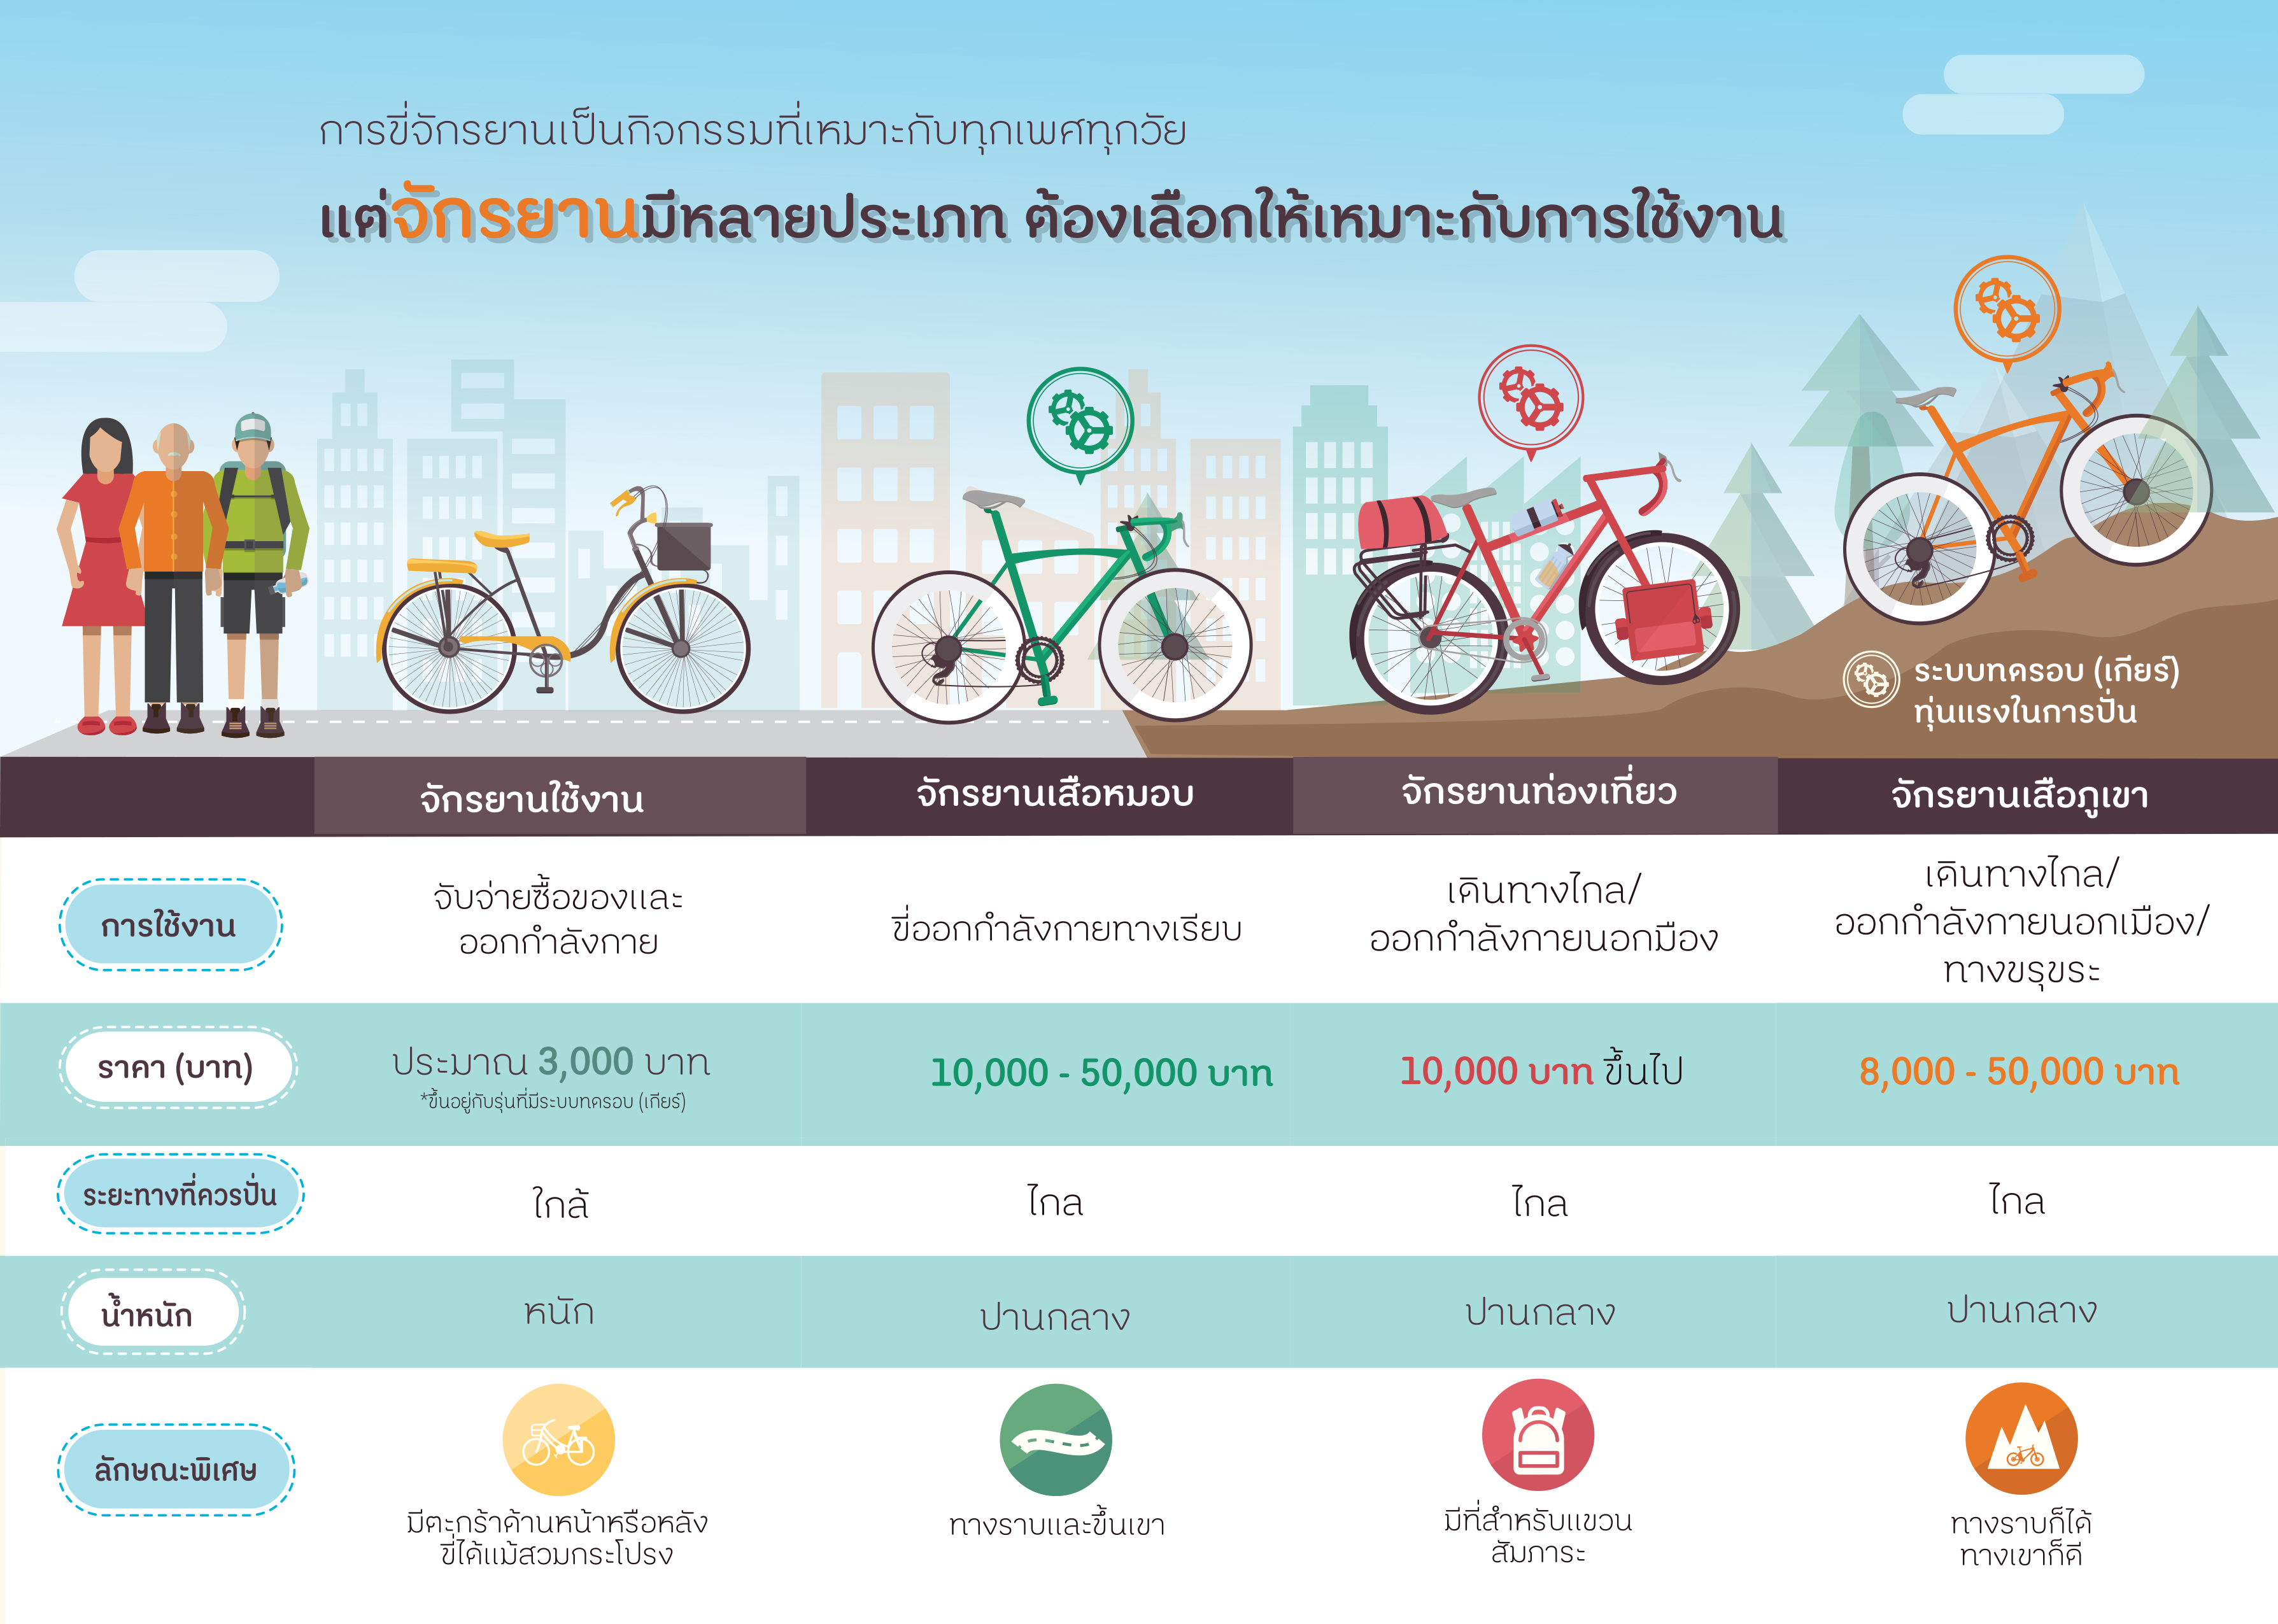 การขี่จักรยานเป็นกิจกรรมที่เหมาะกับทุกเพศทุกวัย
แต่จักรยานมีหลายประเภท ต้องเลือกให้เหมาะกับการใช้งาน
ระบบทดรอบ (เกียร์)
ทุ่นแรงในการปั่น
จักรยานใช้งาน
จักรยานเสือหมอบ
จักรยานท่องเที่ยว
จักรยานเสือภูเขา
การใช้งาน
จับจ่ายซื้อของและ
ออกกำลังกาย
ขี่ออกกำลังกายทางเรียบ
เดินทางไกล/
ออกกำลังกายนอกมือง
เดินทางไกล/
ออกกำลังกายนอกเมือง/
ทางขรุขระ
ราคา (บาท)
ประมาณ 3,000 บาท
*ขึ้นอยู่กับรุ่นที่มีระบบทดรอบ (เกียร์)
10,000 - 50,000 บาท
10,000 บาท ขึ้นไป
8,000 - 50,000 บาท
ระยะทางที่ควรปั่น
ใกล้
ไกล
ไกล
ไกล
น้ำหนัก
หนัก
ปานกลาง
ปานกลาง
ปานกลาง
ลักษณะพิเศษ
มีตะกร้าด้านหน้าหรือหลัง
ขี่ได้แม้สวมกระโปรง
ทางราบและขึ้นเขา
มีที่สำหรับแขวน
สัมภาระ
ทางราบก็ได้
ทางเขาก็ดี